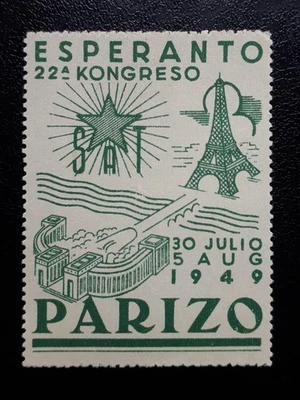 ESPERANTO
22ª KONGRESO
SAT
30 JULIO
5 AUG
1949
PARIZO